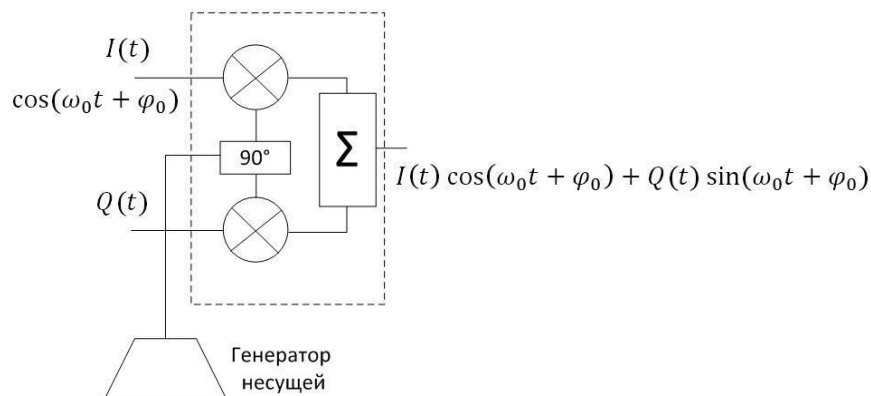 I(t)
cos(ω₀t + φ₀)
90°
Σ
I(t) cos(ω₀t + φ₀) + Q(t) sin(ω₀t + φ₀)
Q(t)
Генератор
несущей